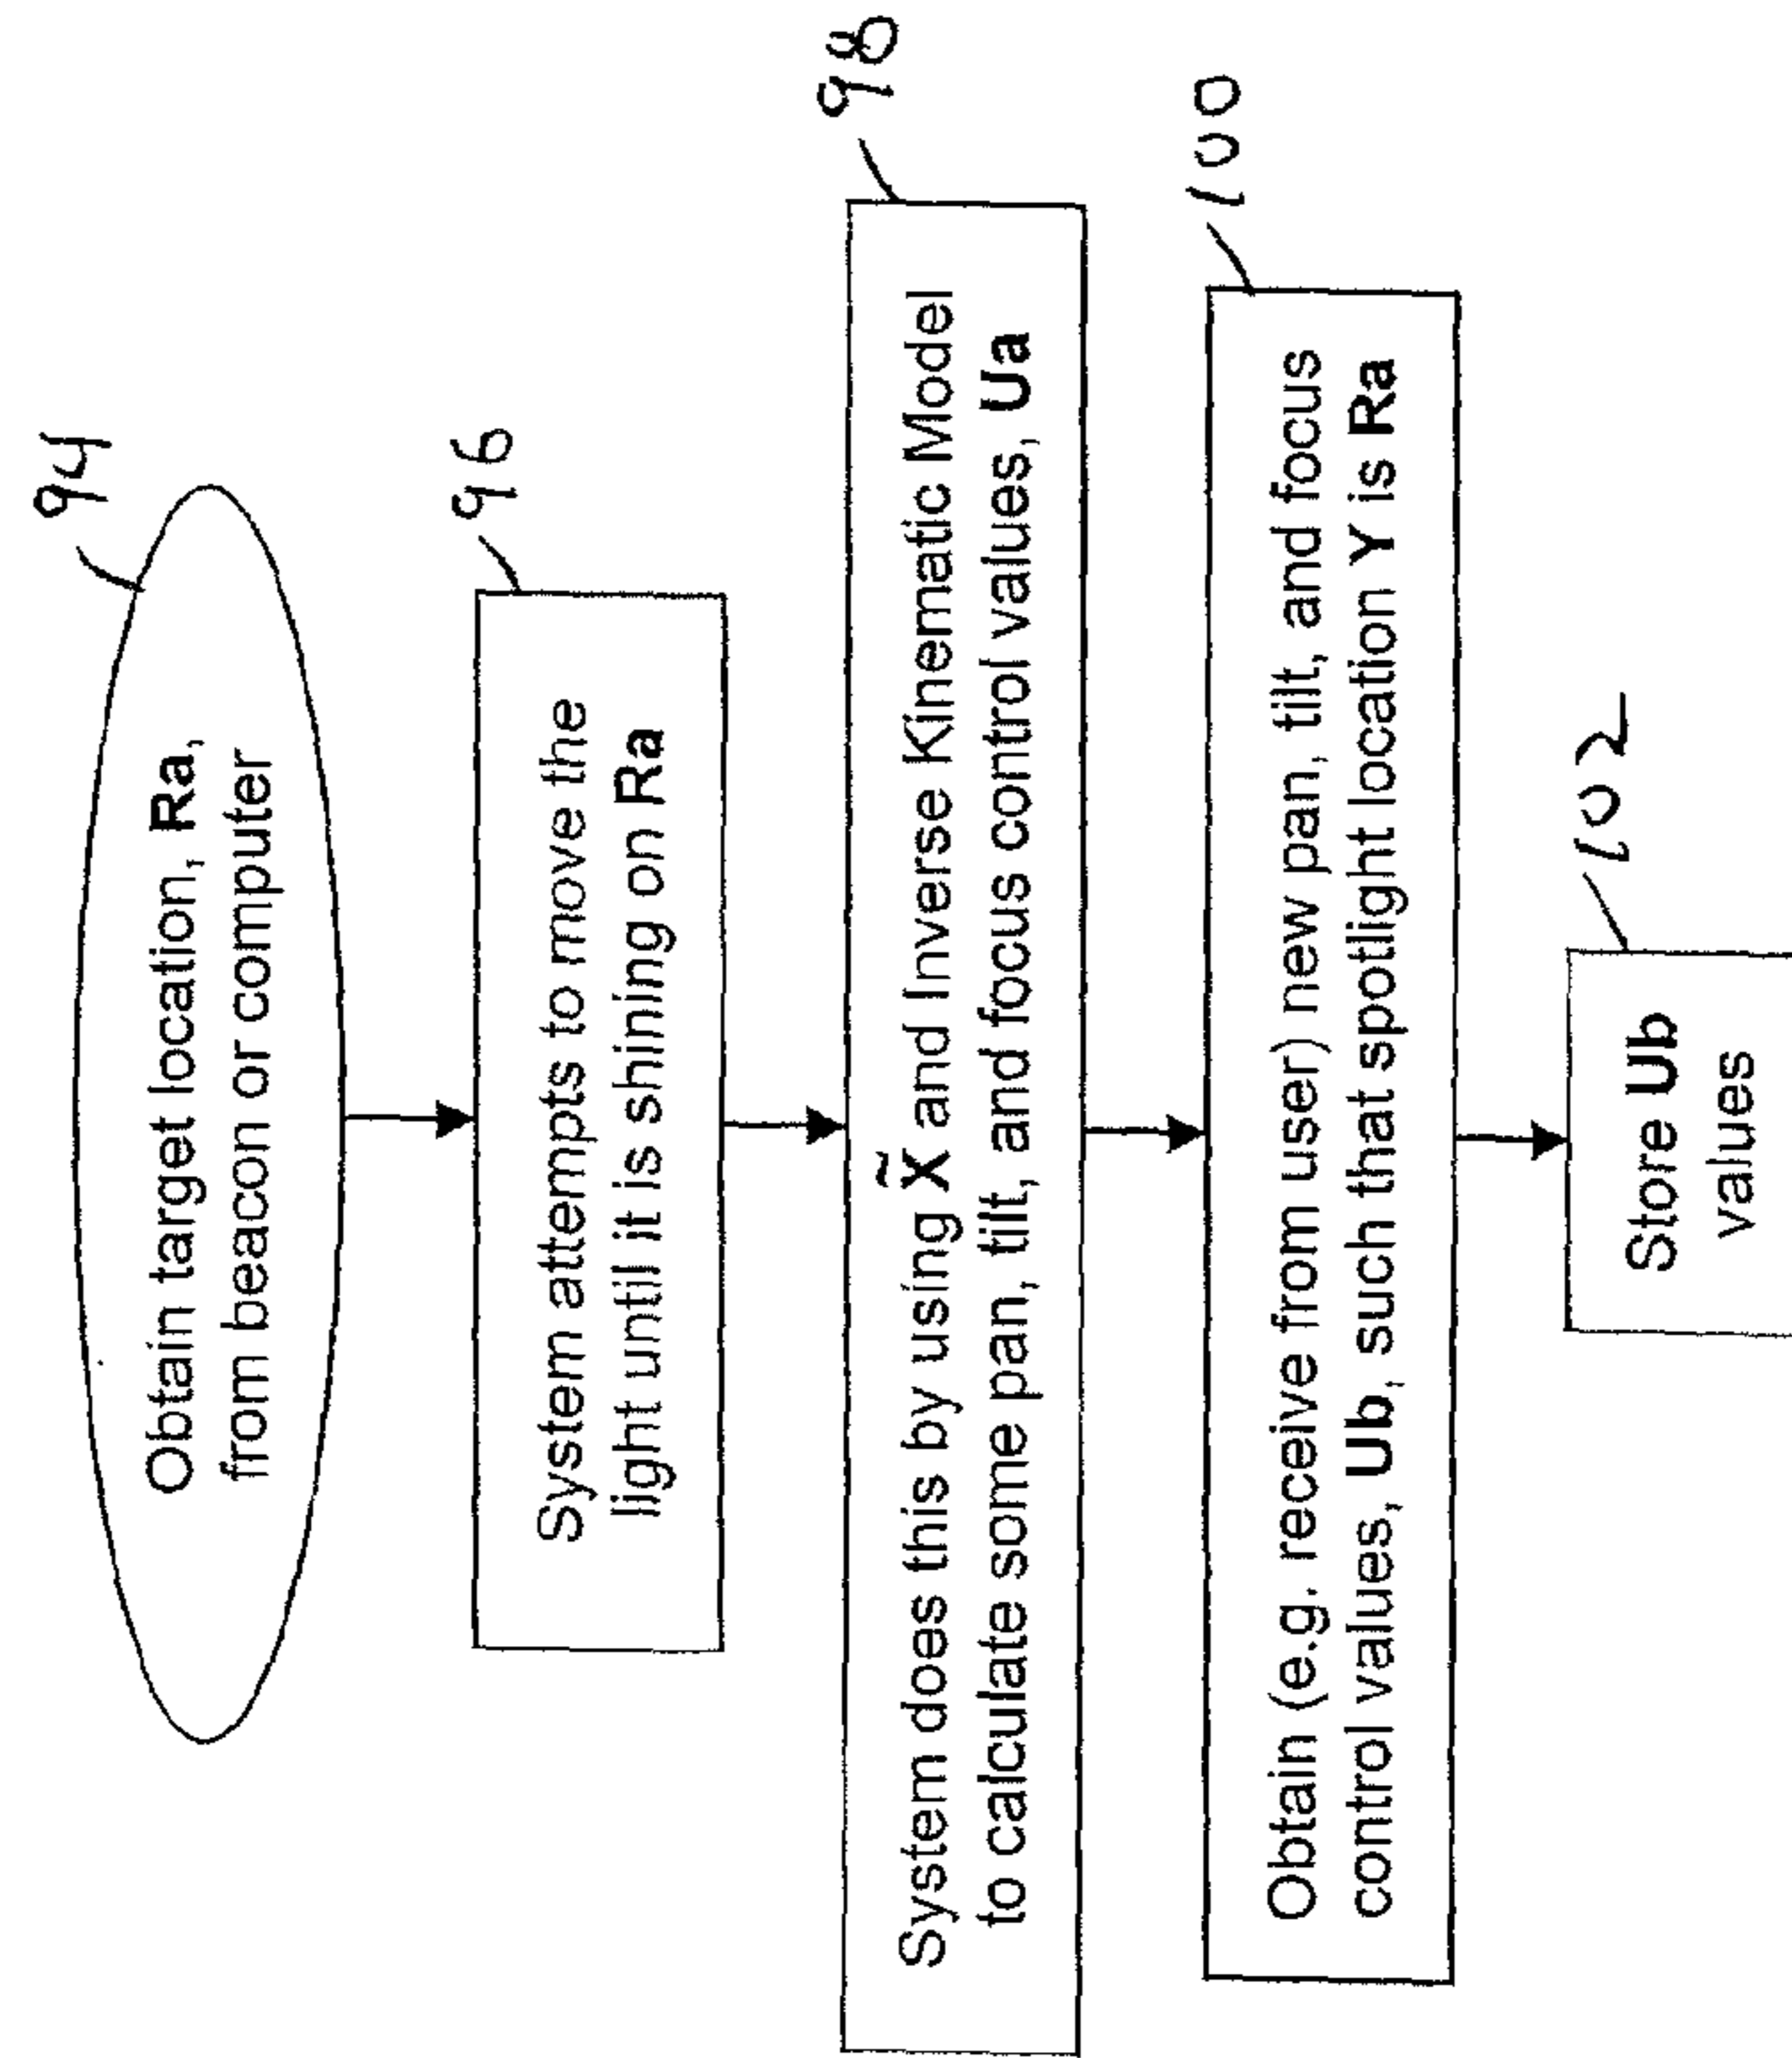 94
Obtain target location, Ra,
from beacon or computer
96
System attempts to move the
light until it is shining on Ra
98
System does this by using X̃ and Inverse Kinematic Model
to calculate some pan, tilt, and focus control values, Ua
100
Obtain (e.g. receive from user) new pan, tilt, and focus
control values, Ub, such that spotlight location Y is Ra
102
Store Ub
values